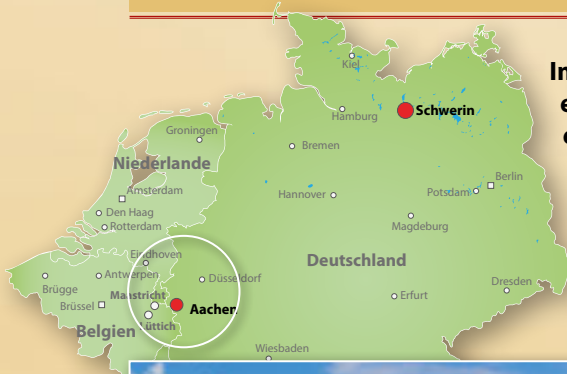 Kiel
Schwerin
Hamburg
Groningen
Bremen
Niederlande
Berlin
Amsterdam
Hannover
Potsdam
Den Haag
Magdeburg
Rotterdam
Eindhoven
Deutschland
Antwerpen
Düsseldorf
Dresden
Brügge
Maastricht
Erfurt
Brüssel
Aachen
Lüttich
Belgien
Wiesbaden